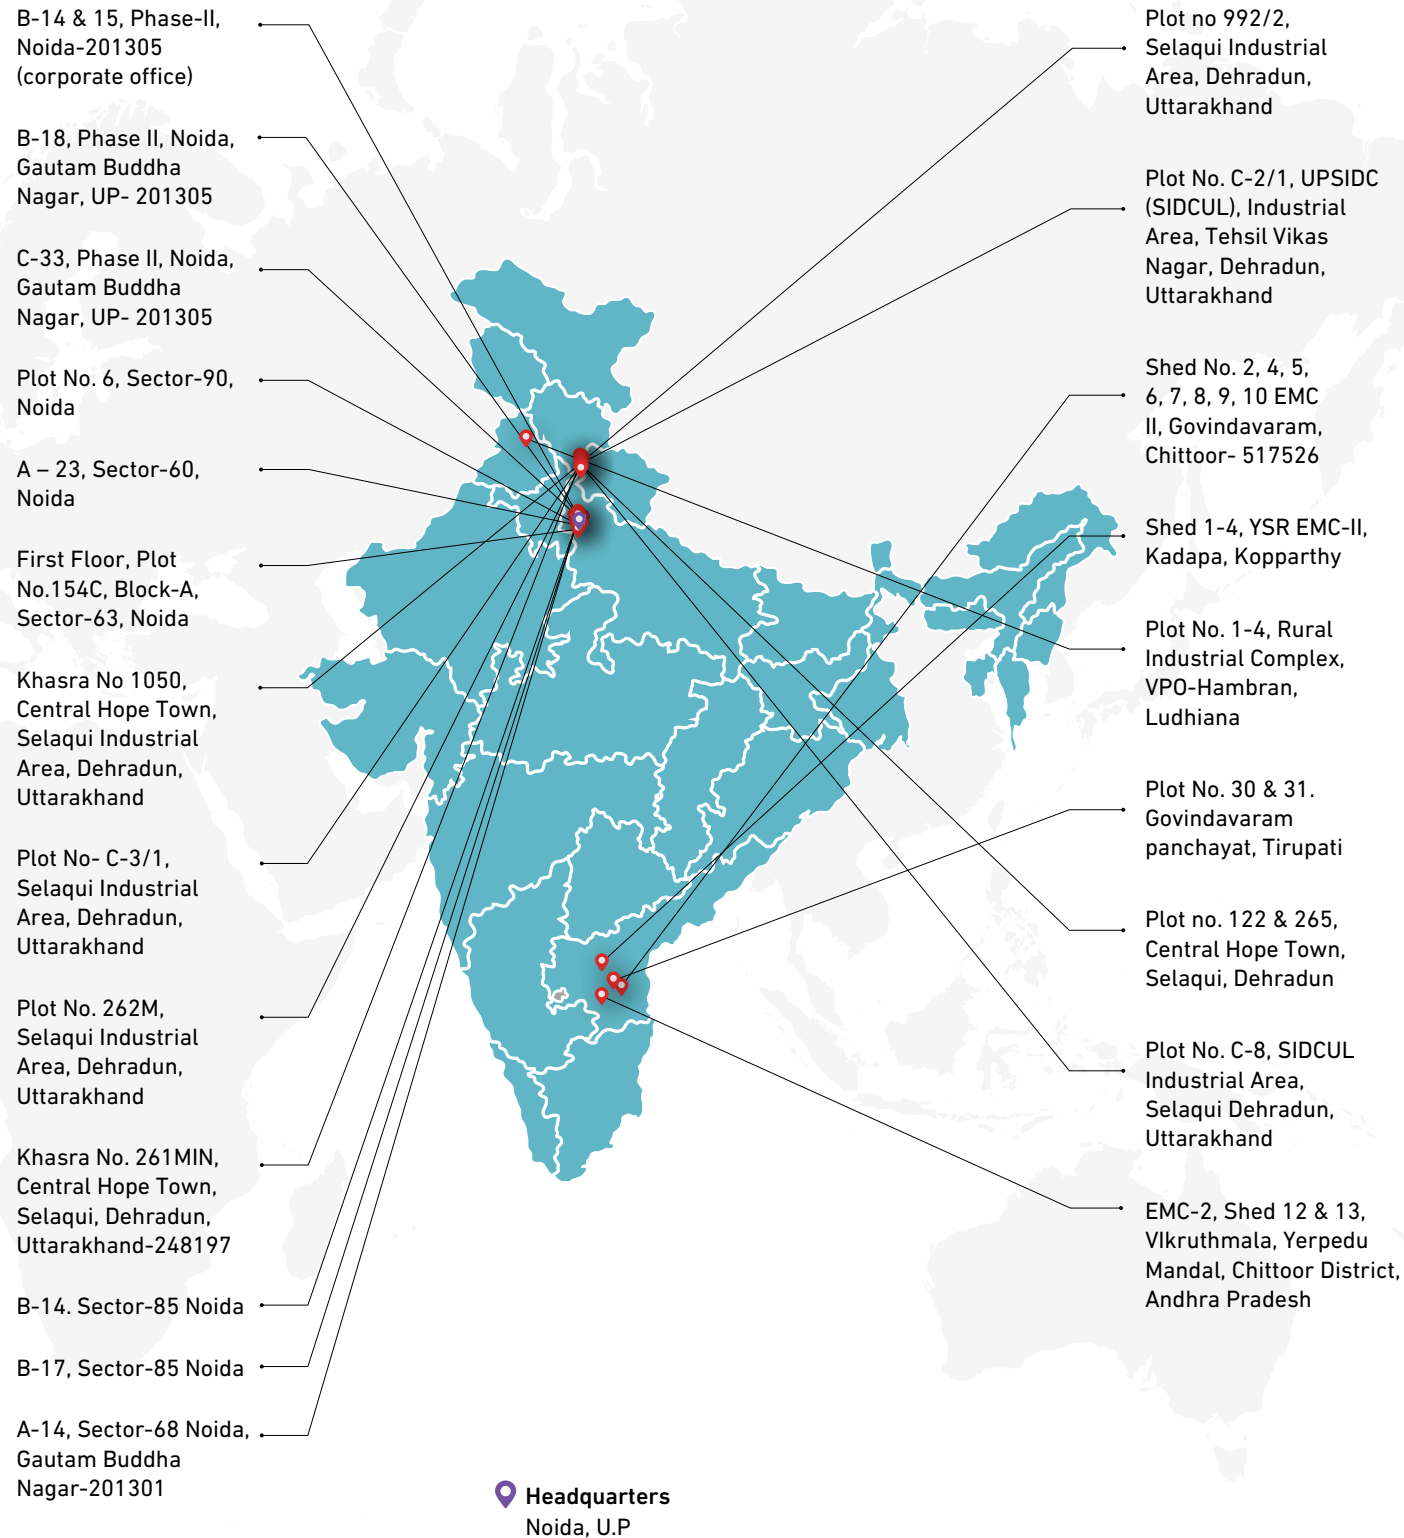 B-14 & 15, Phase-II,
Noida-201305
(corporate office)
B-18, Phase II, Noida,
Gautam Buddha
Nagar, UP- 201305
C-33, Phase II, Noida,
Gautam Buddha
Nagar, UP- 201305
Plot No. 6, Sector-90,
Noida
A – 23, Sector-60,
Noida
First Floor, Plot
No.154C, Block-A,
Sector-63, Noida
Khasra No 1050,
Central Hope Town,
Selaqui Industrial
Area, Dehradun,
Uttarakhand
Plot No- C-3/1,
Selaqui Industrial
Area, Dehradun,
Uttarakhand
Plot No. 262M,
Selaqui Industrial
Area, Dehradun,
Uttarakhand
Khasra No. 261MIN,
Central Hope Town,
Selaqui, Dehradun,
Uttarakhand-248197
B-14. Sector-85 Noida
B-17, Sector-85 Noida
A-14, Sector-68 Noida,
Gautam Buddha
Nagar-201301
Plot no 992/2,
Selaqui Industrial
Area, Dehradun,
Uttarakhand
Plot No. C-2/1, UPSIDC
(SIDCUL), Industrial
Area, Tehsil Vikas
Nagar, Dehradun,
Uttarakhand
Shed No. 2, 4, 5,
6, 7, 8, 9, 10 EMC
II, Govindavaram,
Chittoor- 517526
Shed 1-4, YSR EMC-II,
Kadapa, Kopparthy
Plot No. 1-4, Rural
Industrial Complex,
VPO-Hambran,
Ludhiana
Plot No. 30 & 31.
Govindavaram
panchayat, Tirupati
Plot no. 122 & 265,
Central Hope Town,
Selaqui, Dehradun
Plot No. C-8, SIDCUL
Industrial Area,
Selaqui Dehradun,
Uttarakhand
EMC-2, Shed 12 & 13,
VIkruthmala, Yerpedu
Mandal, Chittoor District,
Andhra Pradesh
Headquarters
Noida, U.P